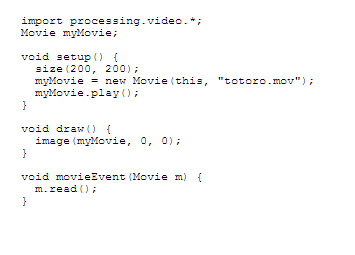 import processing.video.*;
Movie myMovie;
void setup() {
  size(200, 200);
  myMovie = new Movie(this, "totoro.mov");
  myMovie.play();
}
void draw() {
  image(myMovie, 0, 0);
}
void movieEvent(Movie m) {
  m.read();
}